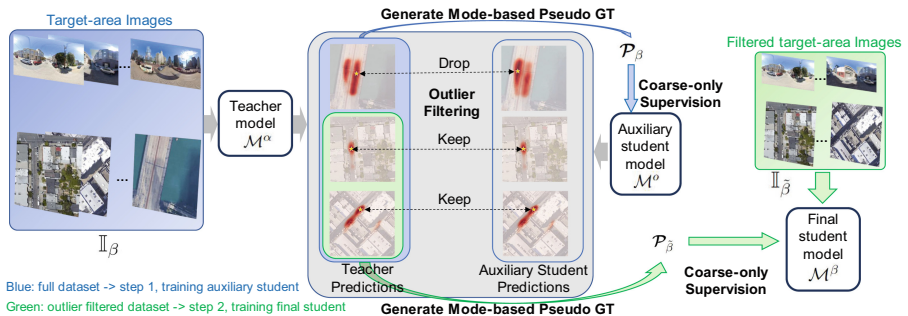 Generate Mode-based Pseudo GT
Target-area Images
Filtered target-area Images
𝒫β
Drop
Coarse-only
Supervision
Outlier
Filtering
Teacher
model
ℳα
Keep
Auxiliary
student
model
ℳo
Keep
𝕀β
𝕀β̃
Final
student
model
ℳβ
𝒫β̃
Teacher
Predictions
Auxiliary Student
Predictions
Coarse-only
Supervision
Blue: full dataset -> step 1, training auxiliary student
Green: outlier filtered dataset -> step 2, training final student
Generate Mode-based Pseudo GT